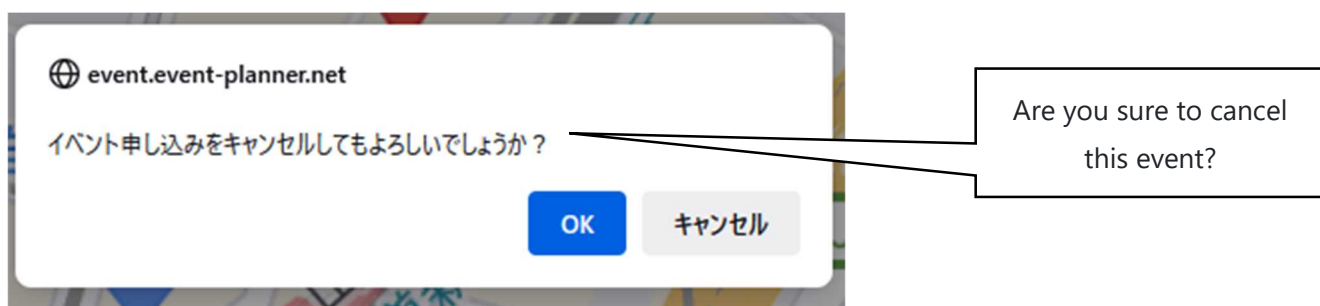 event.event-planner.net
イベント申し込みをキャンセルしてもよろしいでしょうか？
OK
キャンセル
Are you sure to cancel
this event?